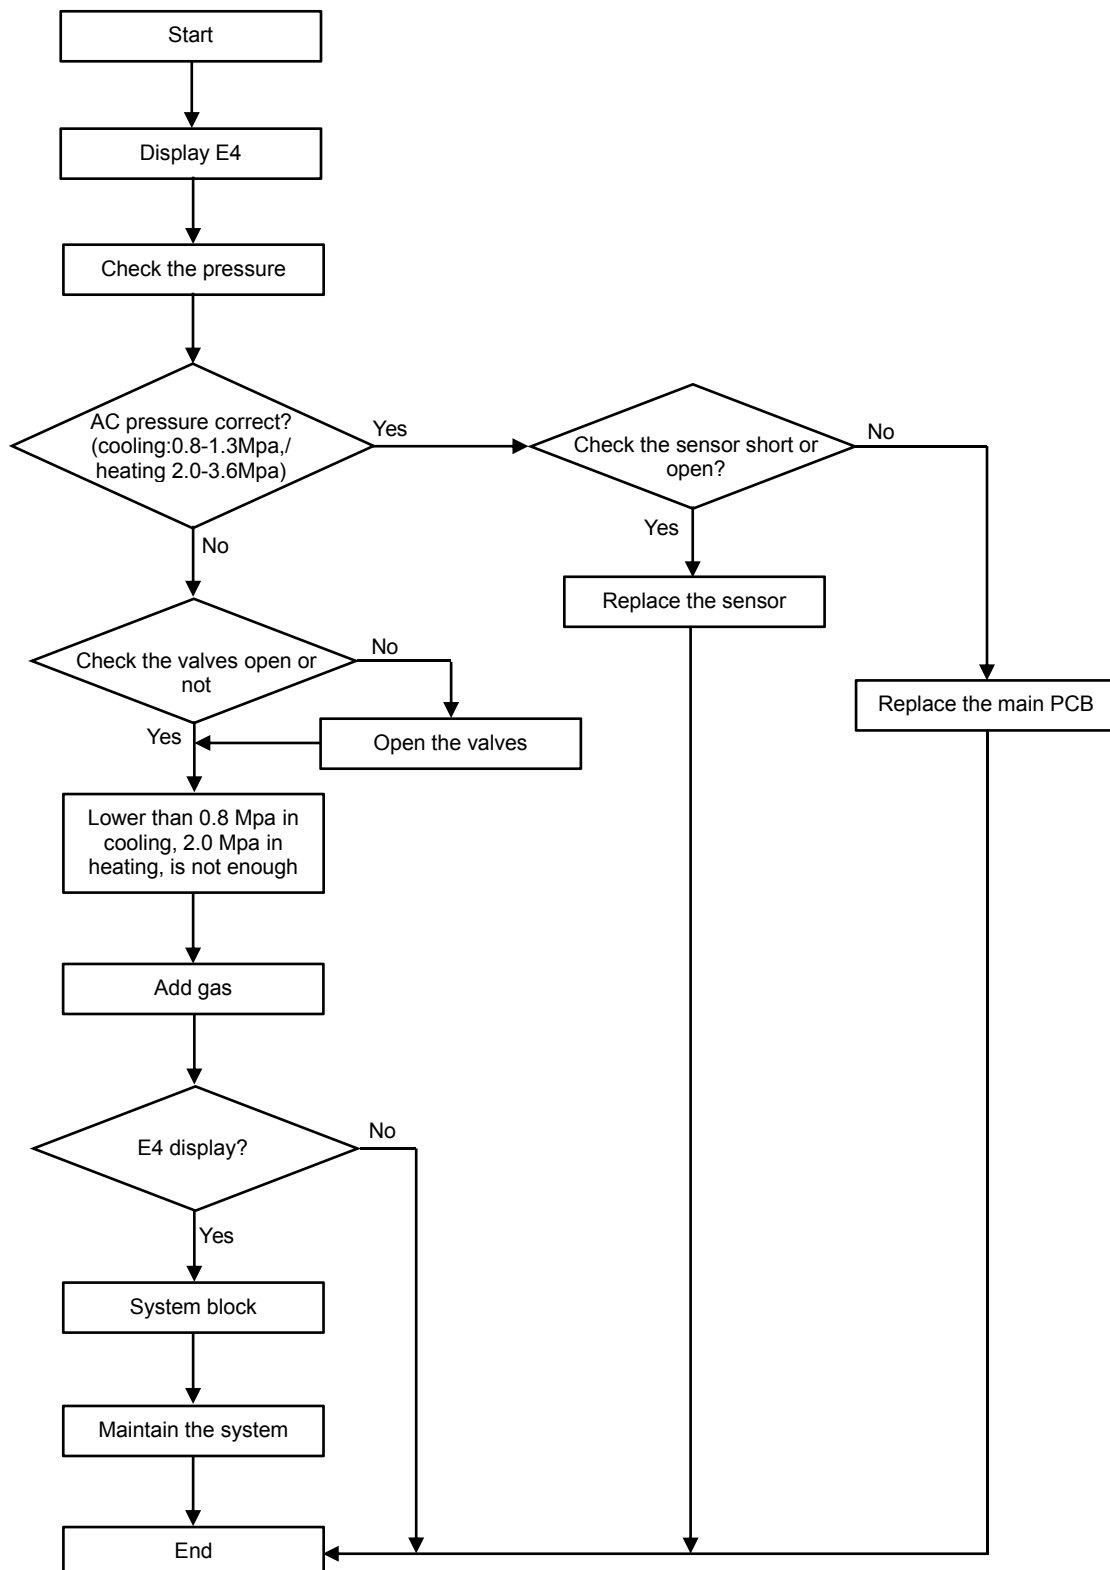 Start
Display E4
Check the pressure
AC pressure correct?
(cooling:0.8-1.3Mpa,/
heating 2.0-3.6Mpa)
Yes
Check the sensor short or
open?
No
No
Yes
Replace the sensor
Check the valves open or
not
No
Replace the main PCB
Yes
Open the valves
Lower than 0.8 Mpa in
cooling, 2.0 Mpa in
heating, is not enough
Add gas
E4 display?
No
Yes
System block
Maintain the system
End